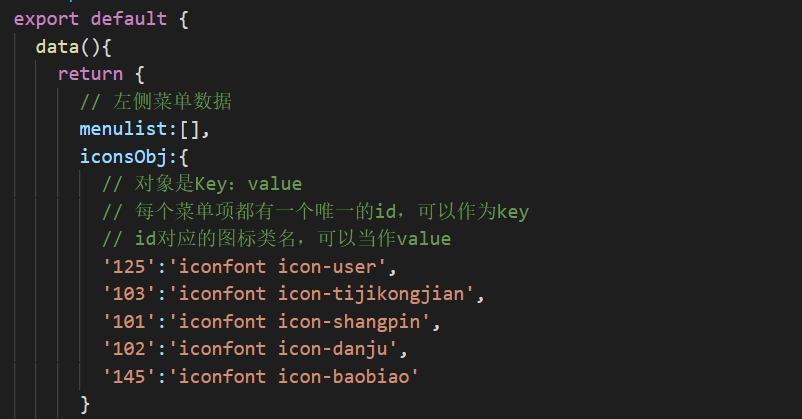 export default {
data(){
return {
// 左侧菜单数据
menulist:[],
iconsObj:{
// 对象是Key：value
// 每个菜单项都有一个唯一的id，可以作为key
// id对应的图标类名，可以当作value
'125':'iconfont icon-user',
'103':'iconfont icon-tijikongjian',
'101':'iconfont icon-shangpin',
'102':'iconfont icon-danju',
'145':'iconfont icon-baobiao'
}